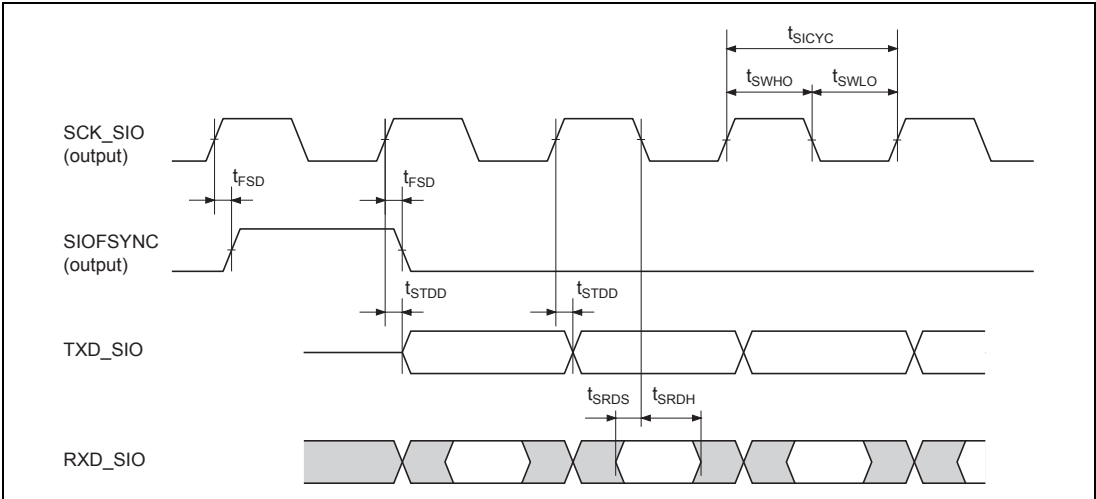 tSICYC
tSWHO tSWLO
SCK_SIO
(output)
tFSD tFSD
SIOFSYNC
(output)
tSTDD tSTDD
TXD_SIO
tSRDS tSRDH
RXD_SIO